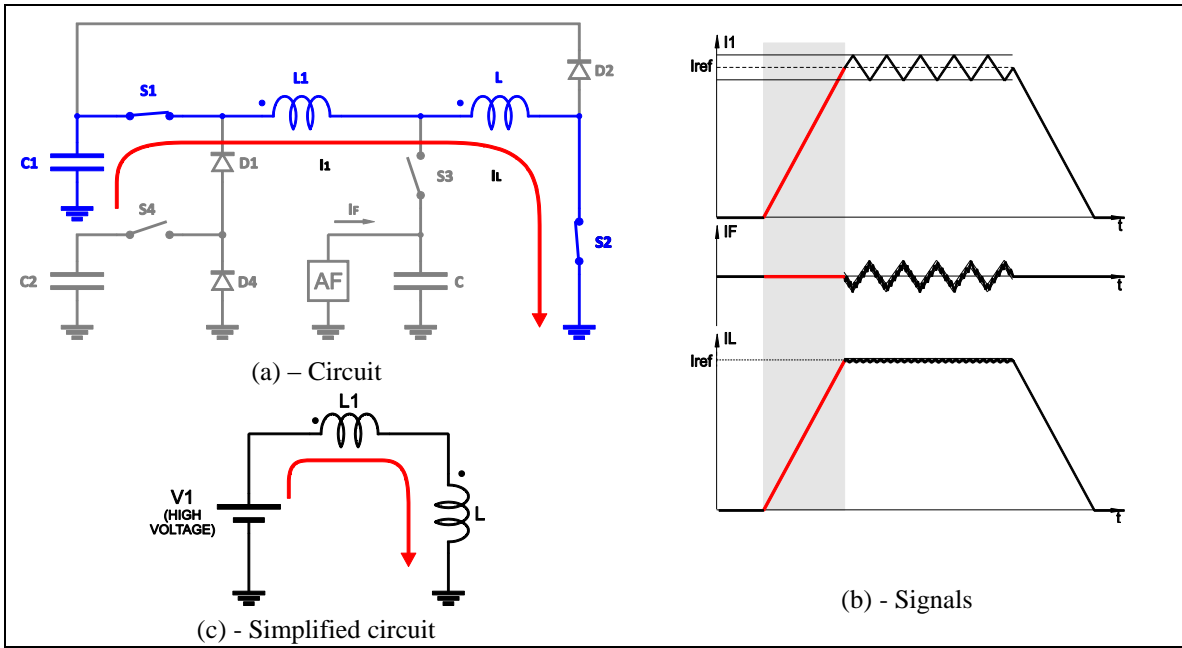 D2
L1
L
S1
C1
D1
I1
S3
IL
S4
IF
S2
C2
D4
AF
C
(a) – Circuit
L1
V1
(HIGH
VOLTAGE)
L
(c) - Simplified circuit
I1
Iref
t
IF
t
IL
Iref
t
(b) - Signals